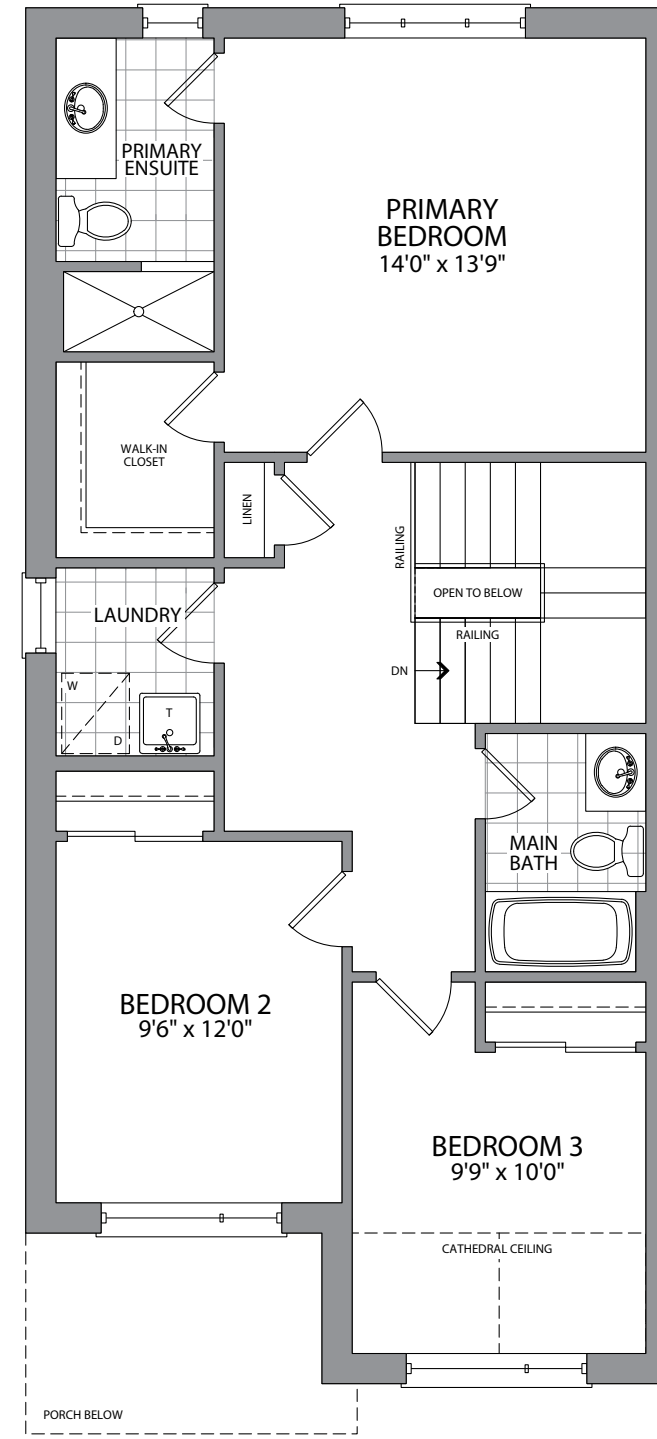 PRIMARY
ENSUITE
PRIMARY
BEDROOM
14'0" x 13'9"
WALK-IN
CLOSET
LINEN
RAILING
OPEN TO BELOW
RAILING
DN
LAUNDRY
W
D
T
MAIN
BATH
BEDROOM 2
9'6" x 12'0"
BEDROOM 3
9'9" x 10'0"
CATHEDRAL CEILING
PORCH BELOW